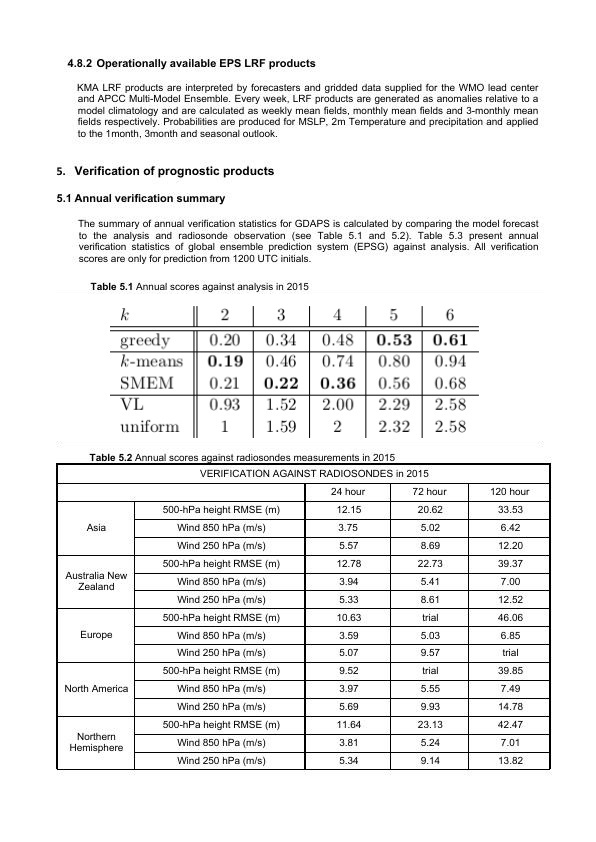 4.8.2 Operationally available EPS LRF products
KMA LRF products are interpreted by forecasters and gridded data supplied for the WMO lead center
and APCC Multi-Model Ensemble. Every week, LRF products are generated as anomalies relative to a
model climatology and are calculated as weekly mean fields, monthly mean fields and 3-monthly mean
fields respectively. Probabilities are produced for MSLP, 2m Temperature and precipitation and applied
to the 1month, 3month and seasonal outlook.
5. Verification of prognostic products
5.1 Annual verification summary
The summary of annual verification statistics for GDAPS is calculated by comparing the model forecast
to the analysis and radiosonde observation (see Table 5.1 and 5.2). Table 5.3 present annual
verification statistics of global ensemble prediction system (EPSG) against analysis. All verification
scores are only for prediction from 1200 UTC initials.
Table 5.1 Annual scores against analysis in 2015
k 2 3 4 5 6
greedy 0.20 0.34 0.48 0.53 0.61
k-means 0.19 0.46 0.74 0.80 0.94
SMEM 0.21 0.22 0.36 0.56 0.68
VL 0.93 1.52 2.00 2.29 2.58
uniform 1 1.59 2 2.32 2.58
Table 5.2 Annual scores against radiosondes measurements in 2015
VERIFICATION AGAINST RADIOSONDES in 2015
24 hour 72 hour 120 hour
Asia
500-hPa height RMSE (m) 12.15 20.62 33.53
Wind 850 hPa (m/s) 3.75 5.02 6.42
Wind 250 hPa (m/s) 5.57 8.69 12.20
Australia New
Zealand
500-hPa height RMSE (m) 12.78 22.73 39.37
Wind 850 hPa (m/s) 3.94 5.41 7.00
Wind 250 hPa (m/s) 5.33 8.61 12.52
Europe
500-hPa height RMSE (m) 10.63 trial 46.06
Wind 850 hPa (m/s) 3.59 5.03 6.85
Wind 250 hPa (m/s) 5.07 9.57 trial
North America
500-hPa height RMSE (m) 9.52 trial 39.85
Wind 850 hPa (m/s) 3.97 5.55 7.49
Wind 250 hPa (m/s) 5.69 9.93 14.78
Northern
Hemisphere
500-hPa height RMSE (m) 11.64 23.13 42.47
Wind 850 hPa (m/s) 3.81 5.24 7.01
Wind 250 hPa (m/s) 5.34 9.14 13.82